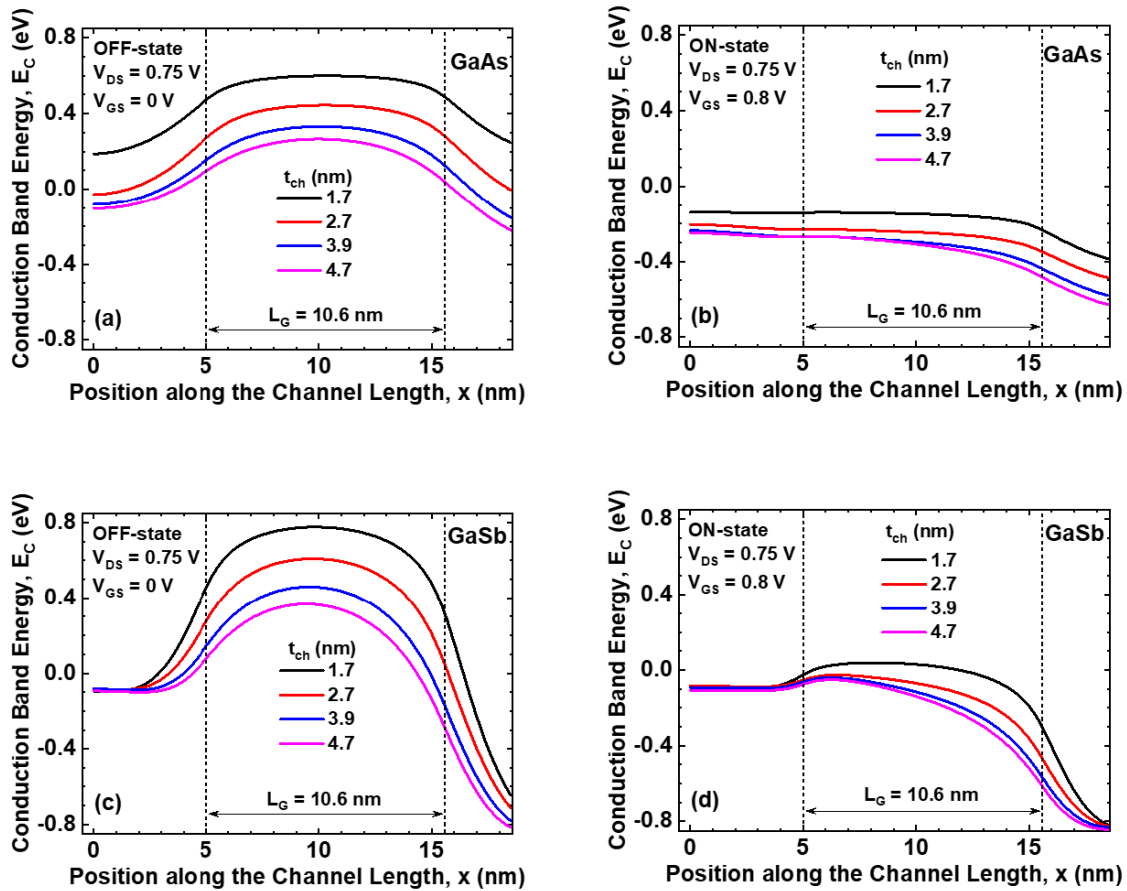 Conduction Band Energy, E_C (eV)
0.8
0.4
0.0
-0.4
-0.8
OFF-state
V_DS = 0.75 V
V_GS = 0 V
GaAs
t_ch (nm)
1.7
2.7
3.9
4.7
(a)
L_G = 10.6 nm
0 5 10 15
Position along the Channel Length, x (nm)
Conduction Band Energy, E_C (eV)
0.8
0.4
0.0
-0.4
-0.8
ON-state
V_DS = 0.75 V
V_GS = 0.8 V
GaAs
t_ch (nm)
1.7
2.7
3.9
4.7
(b)
L_G = 10.6 nm
0 5 10 15
Position along the Channel Length, x (nm)
Conduction Band Energy, E_C (eV)
0.8
0.4
0.0
-0.4
-0.8
OFF-state
V_DS = 0.75 V
V_GS = 0 V
GaSb
t_ch (nm)
1.7
2.7
3.9
4.7
(c)
L_G = 10.6 nm
0 5 10 15
Position along the Channel Length, x (nm)
Conduction Band Energy, E_C (eV)
0.8
0.4
0.0
-0.4
-0.8
ON-state
V_DS = 0.75 V
V_GS = 0.8 V
GaSb
t_ch (nm)
1.7
2.7
3.9
4.7
(d)
L_G = 10.6 nm
0 5 10 15
Position along the Channel Length, x (nm)